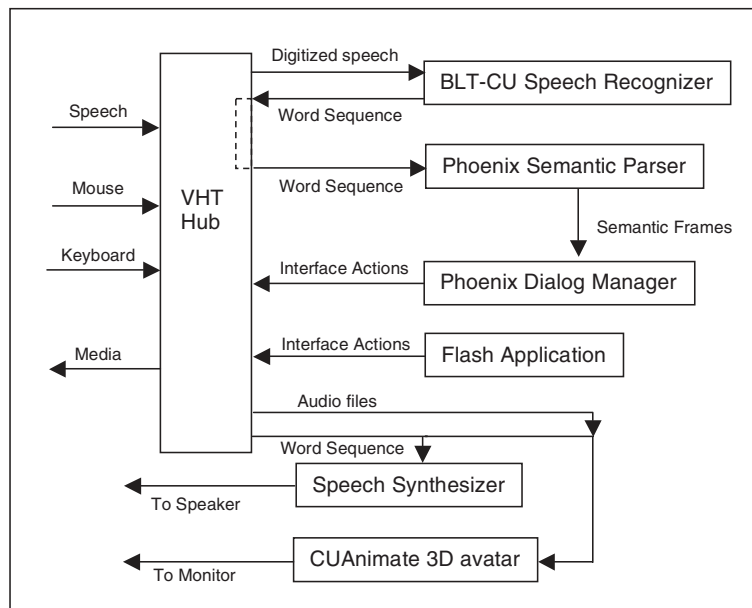 Digitized speech
BLT-CU Speech Recognizer
Word Sequence
Speech
Phoenix Semantic Parser
Word Sequence
Mouse
VHT
Hub
Semantic Frames
Keyboard
Interface Actions
Phoenix Dialog Manager
Interface Actions
Flash Application
Media
Audio files
Word Sequence
Speech Synthesizer
To Speaker
CUAnimate 3D avatar
To Monitor